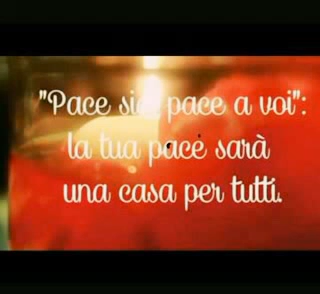 "Pace sia, pace a voi":
la tua pace sarà
una casa per tutti.